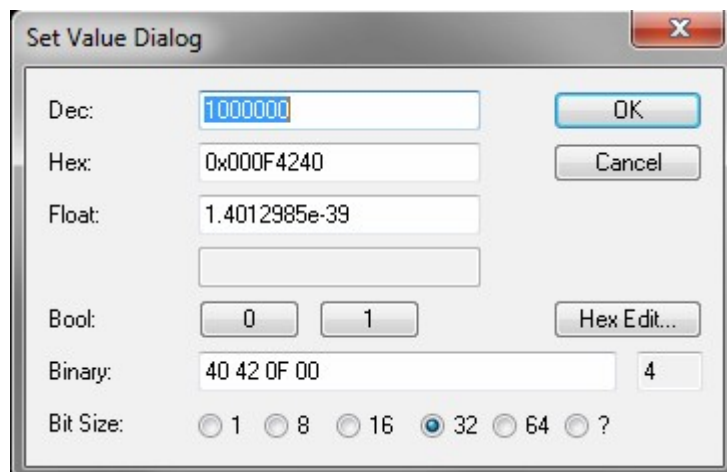 Set Value Dialog
Dec: 1000000 OK
Hex: 0x000F4240 Cancel
Float: 1.4012985e-39
Bool: 0 1 Hex Edit...
Binary: 40 42 0F 00 4
Bit Size: 1 8 16 32 64 ?